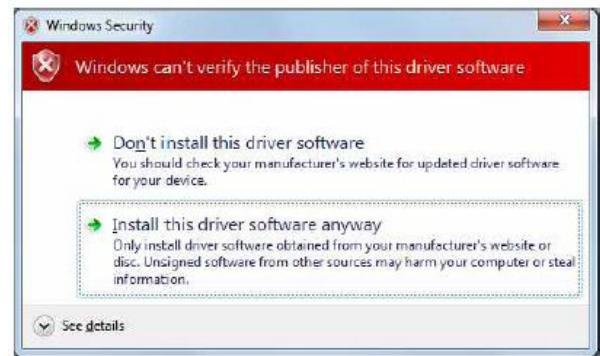 Windows Security
Windows can't verify the publisher of this driver software
Don't install this driver software
You should check your manufacturer's website for updated driver software
for your device.
Install this driver software anyway
Only install driver software obtained from your manufacturer's website or
disc. Unsigned software from other sources may harm your computer or steal
information.
See details